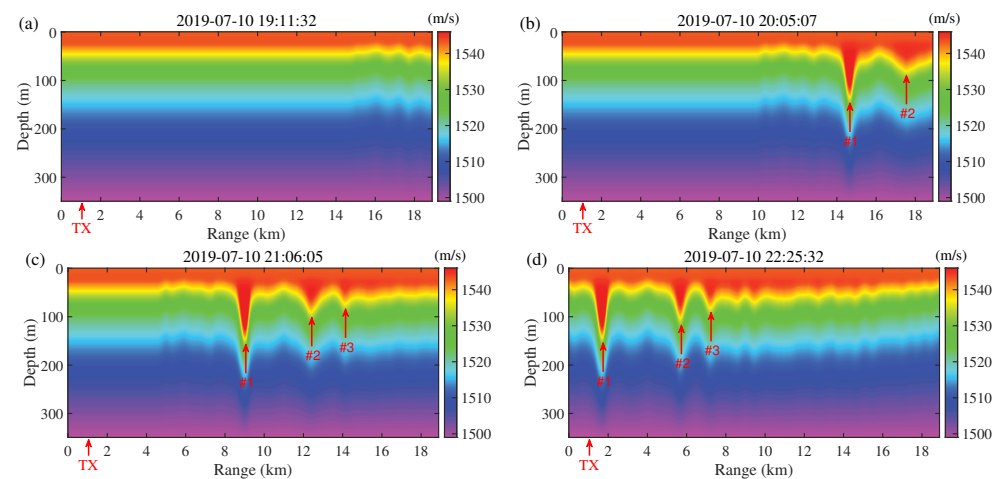 (a)
2019-07-10 19:11:32
(m/s)
Depth (m)
0
100
200
300
0 2 4 6 8 10 12 14 16 18
TX
Range (km)
1540
1530
1520
1510
1500
(b)
2019-07-10 20:05:07
(m/s)
Depth (m)
0
100
200
300
#1
#2
0 2 4 6 8 10 12 14 16 18
TX
Range (km)
1540
1530
1520
1510
1500
(c)
2019-07-10 21:06:05
(m/s)
Depth (m)
0
100
200
300
#1
#2
#3
0 2 4 6 8 10 12 14 16 18
TX
Range (km)
1540
1530
1520
1510
1500
(d)
2019-07-10 22:25:32
(m/s)
Depth (m)
0
100
200
300
#1
#2
#3
0 2 4 6 8 10 12 14 16 18
TX
Range (km)
1540
1530
1520
1510
1500